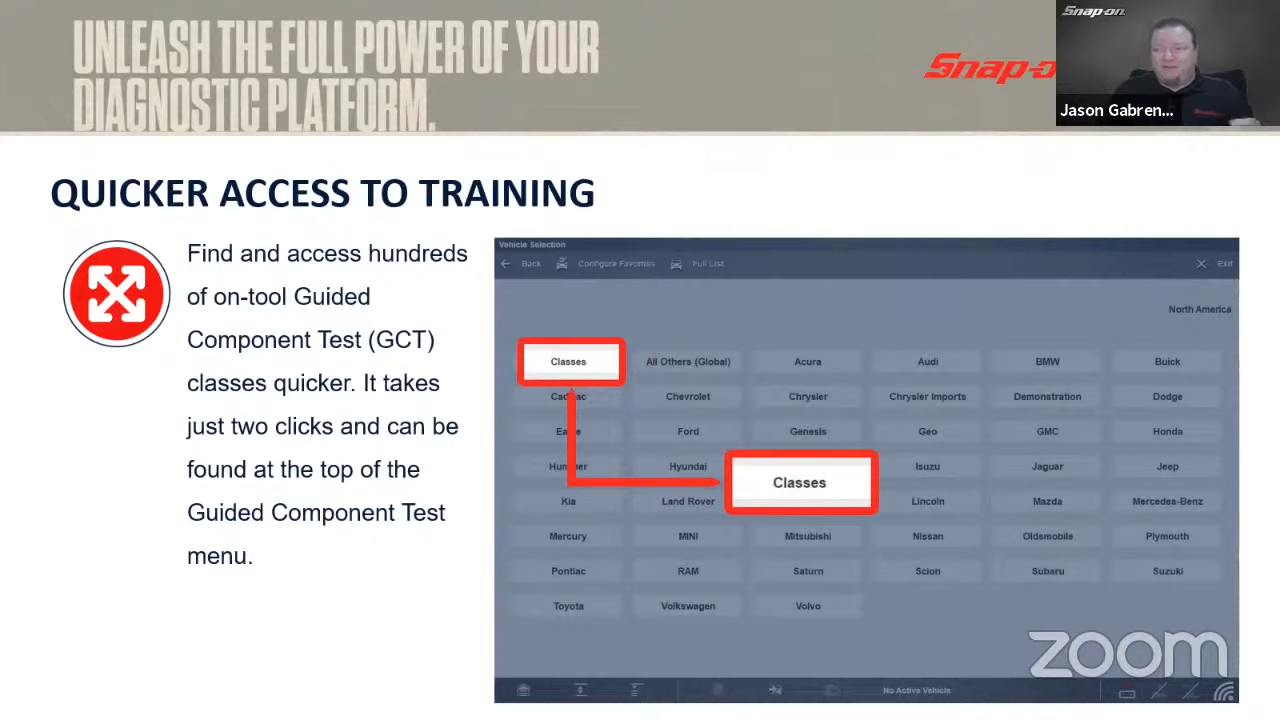 UNLEASH THE FULL POWER OF YOUR
DIAGNOSTIC PLATFORM.
Snap-o
Snap-on
Jason Gabren...
QUICKER ACCESS TO TRAINING
Find and access hundreds
of on-tool Guided
Component Test (GCT)
classes quicker. It takes
just two clicks and can be
found at the top of the
Guided Component Test
menu.
Vehicle Selection
Back Configure Favorites Full List Exit
North America
Classes All Others (Global) Acura Audi BMW Buick
Chevrolet Chrysler Chrysler Imports Demonstration Dodge
Ford Genesis Geo GMC Honda
Hyundai Isuzu Jaguar Jeep
Classes
Kia Land Rover Lincoln Mazda Mercedes-Benz
Mercury MINI Mitsubishi Nissan Oldsmobile Plymouth
Pontiac RAM Saturn Scion Subaru Suzuki
Toyota Volkswagen Volvo
zoom
No Active Vehicle